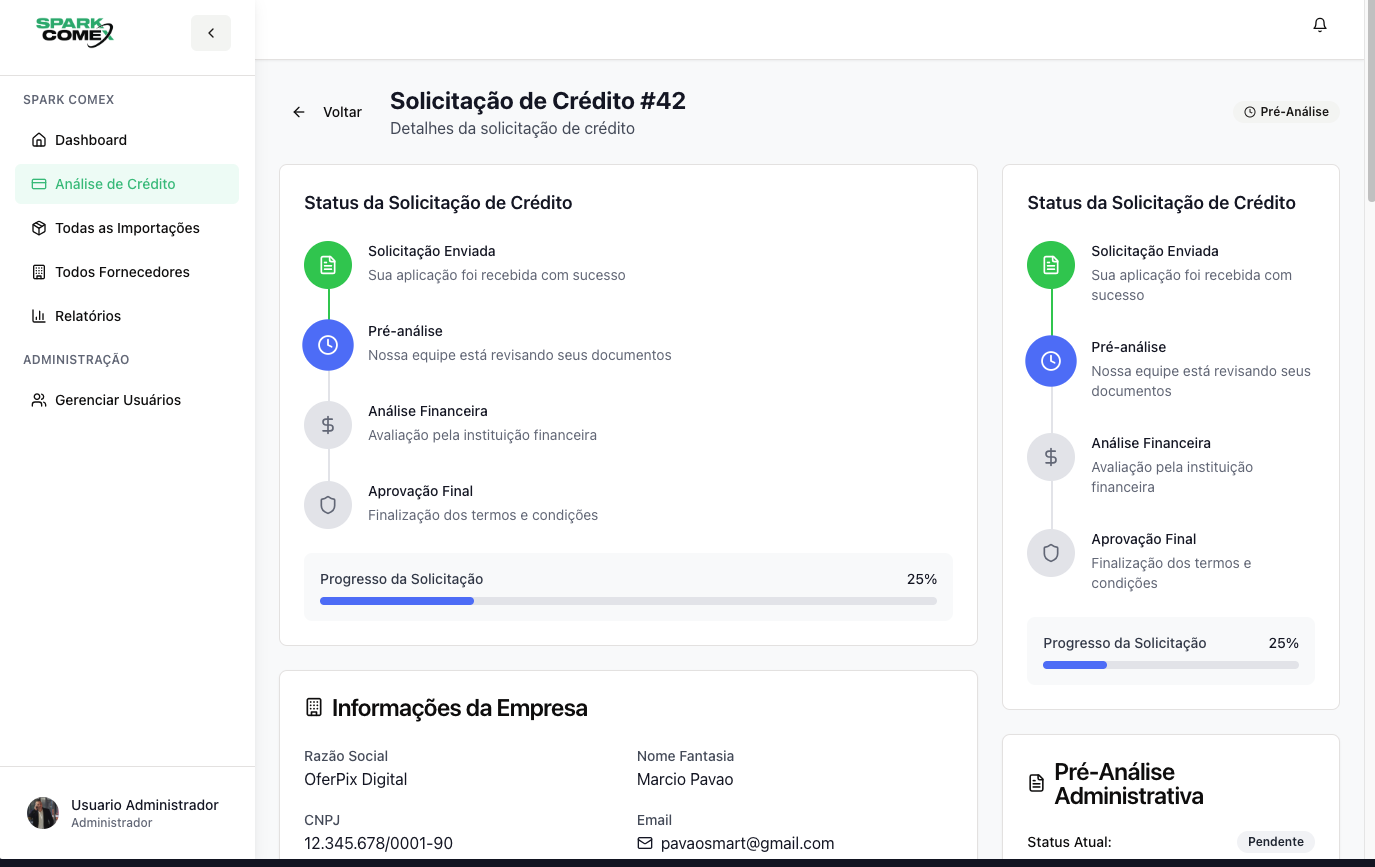 SPARK
COMEX
SPARK COMEX
Dashboard
Análise de Crédito
Todas as Importações
Todos Fornecedores
Relatórios
ADMINISTRAÇÃO
Gerenciar Usuários
Usuario Administrador
Administrador
Voltar
Solicitação de Crédito #42
Detalhes da solicitação de crédito
Pré-Análise
Status da Solicitação de Crédito
Solicitação Enviada
Sua aplicação foi recebida com sucesso
Pré-análise
Nossa equipe está revisando seus documentos
Análise Financeira
Avaliação pela instituição financeira
Aprovação Final
Finalização dos termos e condições
Progresso da Solicitação 25%
Informações da Empresa
Razão Social
OferPix Digital
Nome Fantasia
Marcio Pavao
CNPJ
12.345.678/0001-90
Email
pavaosmart@gmail.com
Status da Solicitação de Crédito
Solicitação Enviada
Sua aplicação foi recebida com
sucesso
Pré-análise
Nossa equipe está revisando seus
documentos
Análise Financeira
Avaliação pela instituição
financeira
Aprovação Final
Finalização dos termos e
condições
Progresso da Solicitação 25%
Pré-Análise
Administrativa
Status Atual: Pendente